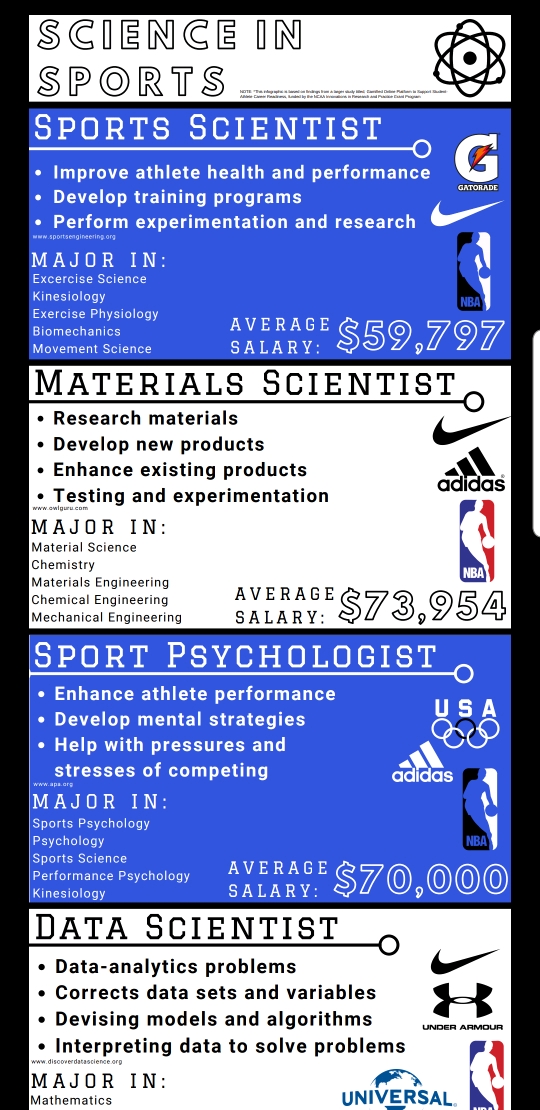 SCIENCE IN
SPORTS
NOTE: *This infographic is based on findings from a larger study titled, Gamified Online Platform to Support Student-
Athlete Career Readiness, funded by the NCAA Innovations in Research and Practice Grant Program.
SPORTS SCIENTIST
• Improve athlete health and performance
• Develop training programs
• Perform experimentation and research
www.sportsengineering.org
G
GATORADE
NBA
MAJOR IN:
Excercise Science
Kinesiology
Exercise Physiology
Biomechanics
Movement Science
AVERAGE
SALARY:
$59,797
MATERIALS SCIENTIST
• Research materials
• Develop new products
• Enhance existing products
• Testing and experimentation
www.owlguru.com
adidas
NBA
MAJOR IN:
Material Science
Chemistry
Materials Engineering
Chemical Engineering
Mechanical Engineering
AVERAGE
SALARY:
$73,954
SPORT PSYCHOLOGIST
• Enhance athlete performance
• Develop mental strategies
• Help with pressures and
stresses of competing
www.apa.org
USA
adidas
NBA
MAJOR IN:
Sports Psychology
Psychology
Sports Science
Performance Psychology
Kinesiology
AVERAGE
SALARY:
$70,000
DATA SCIENTIST
• Data-analytics problems
• Corrects data sets and variables
• Devising models and algorithms
• Interpreting data to solve problems
www.discoverdatascience.org
UNDER ARMOUR
MAJOR IN:
Mathematics
UNIVERSAL
NBA